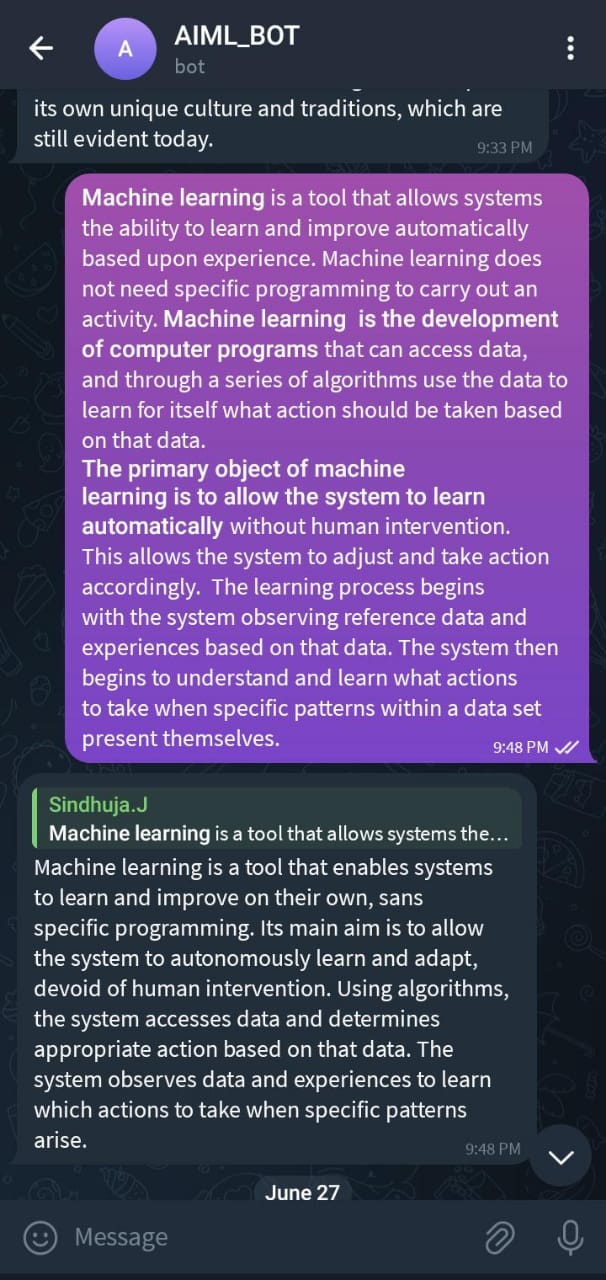 AIML_BOT
bot
its own unique culture and traditions, which are
still evident today.
9:33 PM
Machine learning is a tool that allows systems
the ability to learn and improve automatically
based upon experience. Machine learning does
not need specific programming to carry out an
activity. Machine learning  is the development
of computer programs that can access data,
and through a series of algorithms use the data to
learn for itself what action should be taken based
on that data.
The primary object of machine
learning is to allow the system to learn
automatically without human intervention.
This allows the system to adjust and take action
accordingly.  The learning process begins
with the system observing reference data and
experiences based on that data. The system then
begins to understand and learn what actions
to take when specific patterns within a data set
present themselves.
9:48 PM
Sindhuja.J
Machine learning is a tool that allows systems the…
Machine learning is a tool that enables systems
to learn and improve on their own, sans
specific programming. Its main aim is to allow
the system to autonomously learn and adapt,
devoid of human intervention. Using algorithms,
the system accesses data and determines
appropriate action based on that data. The
system observes data and experiences to learn
which actions to take when specific patterns
arise.
9:48 PM
June 27
Message